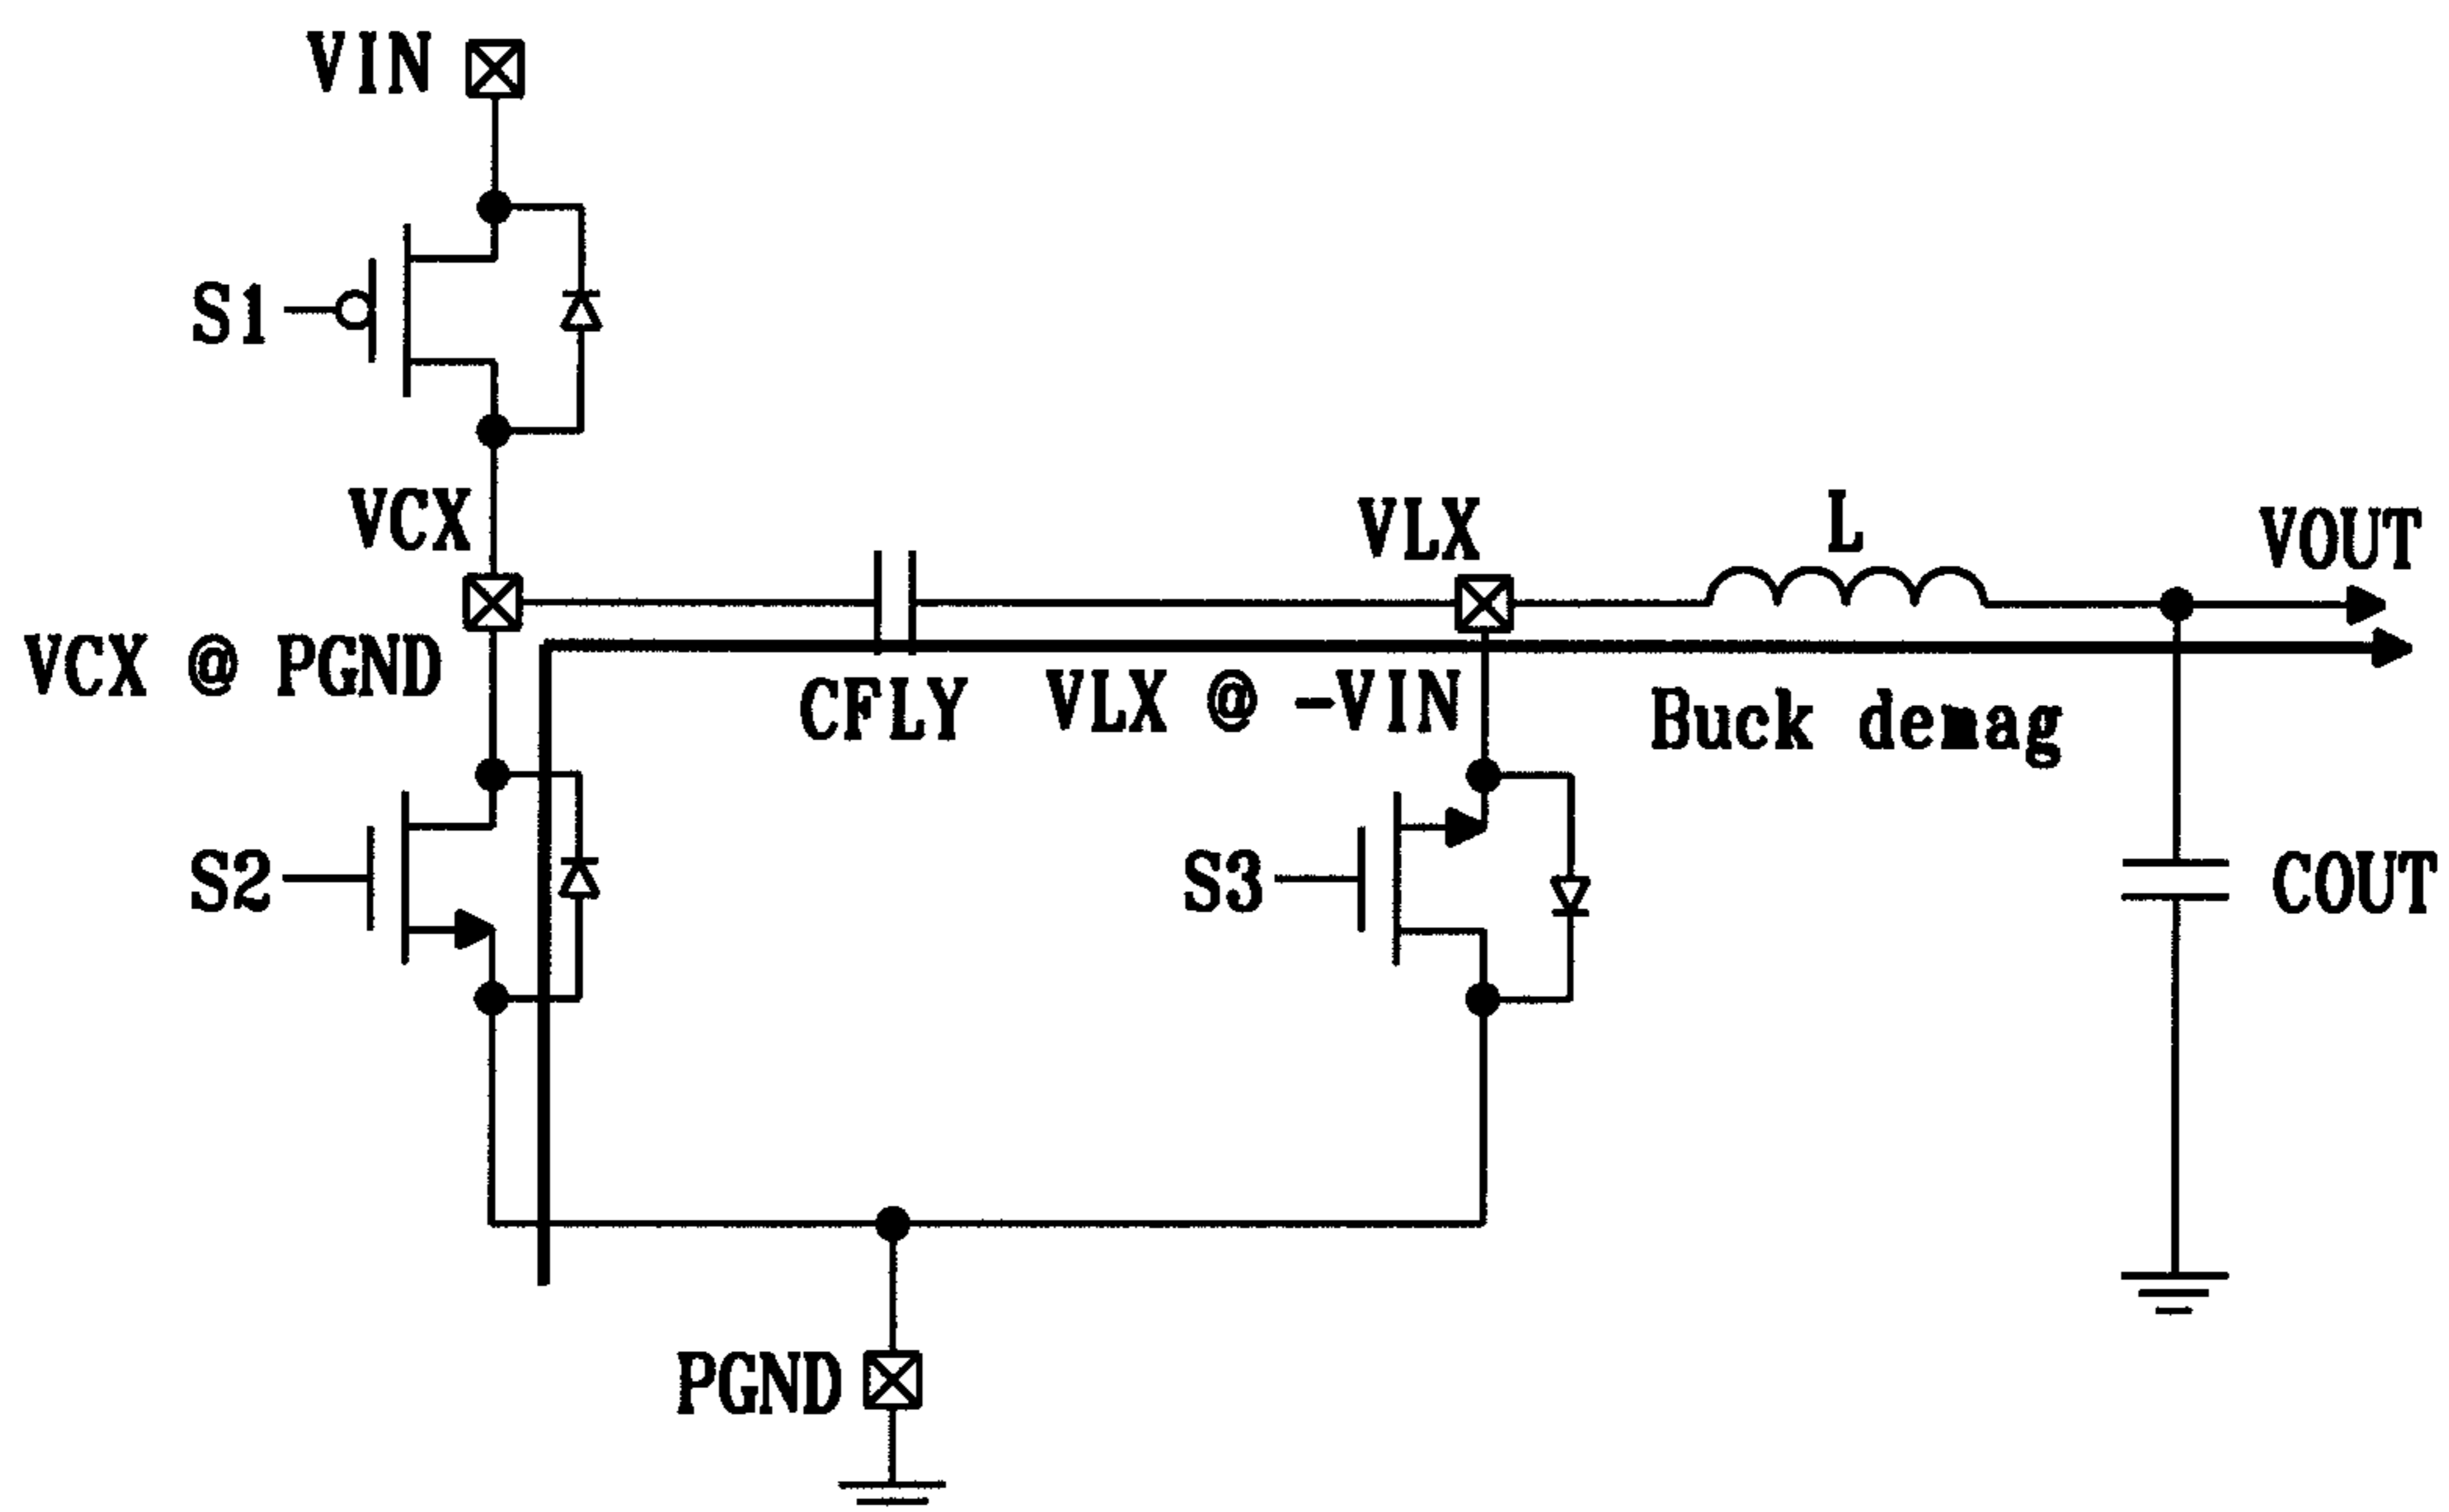 VIN
S1
VCX
VLX
L
VOUT
VCX @ PGND
CFLY
VLX @ -VIN
Buck demag
S2
S3
COUT
PGND